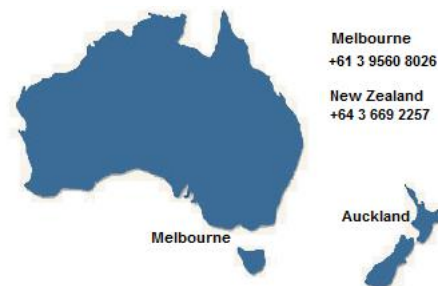 Melbourne
+61 3 9560 8026
New Zealand
+64 3 669 2257
Auckland
Melbourne